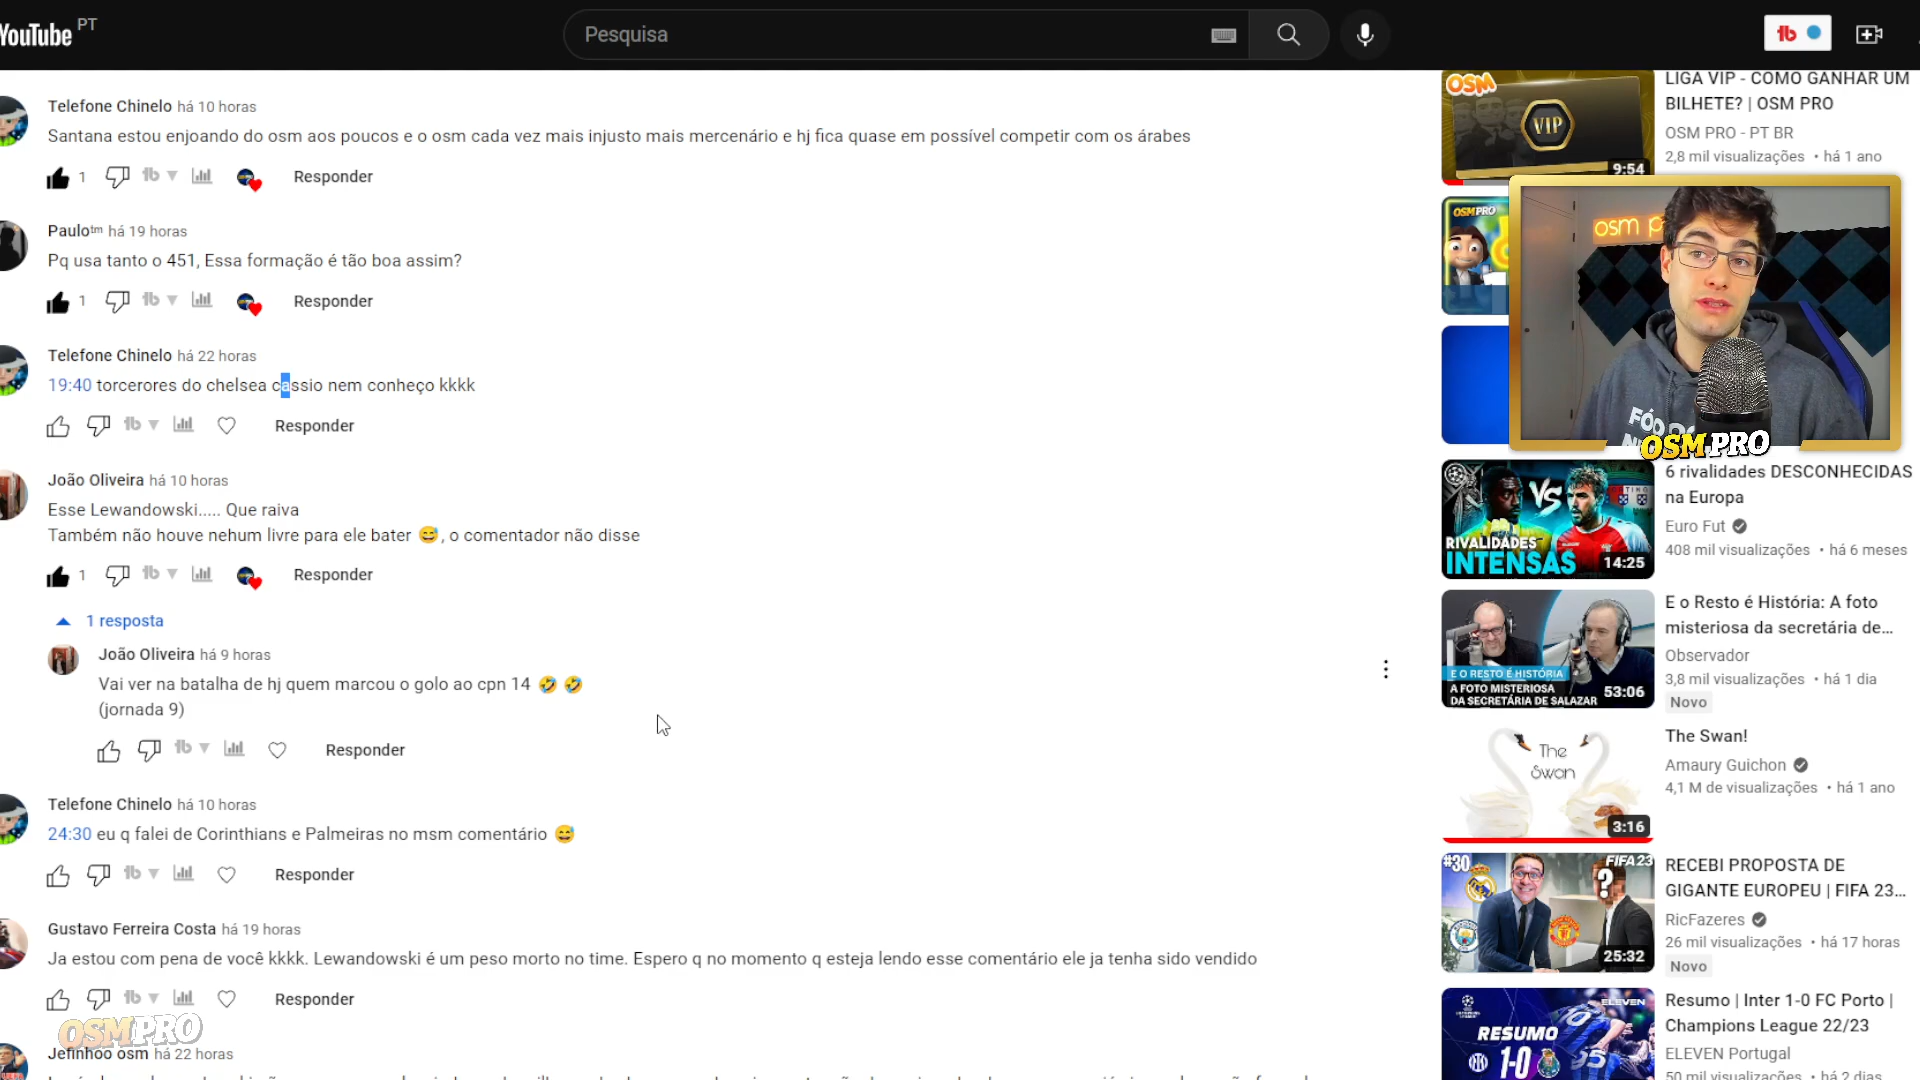 YouTube PT
Pesquisa
Telefone Chinelo há 10 horas
Santana estou enjoando do osm aos poucos e o osm cada vez mais injusto mais mercenário e hj fica quase em possível competir com os árabes
1 Responder
Paulo™ há 19 horas
Pq usa tanto o 451, Essa formação é tão boa assim?
1 Responder
Telefone Chinelo há 22 horas
19:40 torcerores do chelsea cassio nem conheço kkkk
Responder
João Oliveira há 10 horas
Esse Lewandowski..... Que raiva
Também não houve nehum livre para ele bater 😅, o comentador não disse
1 Responder
1 resposta
João Oliveira há 9 horas
Vai ver na batalha de hj quem marcou o golo ao cpn 14 🤣 🤣
(jornada 9)
Responder
Telefone Chinelo há 10 horas
24:30 eu q falei de Corinthians e Palmeiras no msm comentário 😅
Responder
Gustavo Ferreira Costa há 19 horas
Ja estou com pena de você kkkk. Lewandowski é um peso morto no time. Espero q no momento q esteja lendo esse comentário ele ja tenha sido vendido
Responder
OSM PRO
Jefinhoo osm há 22 horas
OSM
VIP
9:54
LIGA VIP - COMO GANHAR UM
BILHETE? | OSM PRO
OSM PRO - PT BR
2,8 mil visualizações • há 1 ano
OSM PRO
osm p
OSM PRO
VS
RIVALIDADES
INTENSAS
14:25
6 rivalidades DESCONHECIDAS
na Europa
Euro Fut
408 mil visualizações • há 6 meses
E O RESTO É HISTÓRIA
A FOTO MISTERIOSA
DA SECRETÁRIA DE SALAZAR
53:06
E o Resto é História: A foto
misteriosa da secretária de...
Observador
3,8 mil visualizações • há 1 dia
Novo
The
Swan
3:16
The Swan!
Amaury Guichon
4,1 M de visualizações • há 1 ano
#30
FIFA 23
?
25:32
RECEBI PROPOSTA DE
GIGANTE EUROPEU | FIFA 23...
RicFazeres
26 mil visualizações • há 17 horas
Novo
ELEVEN
RESUMO
1-0
Resumo | Inter 1-0 FC Porto |
Champions League 22/23
ELEVEN Portugal
50 mil visualizações • há 2 dias